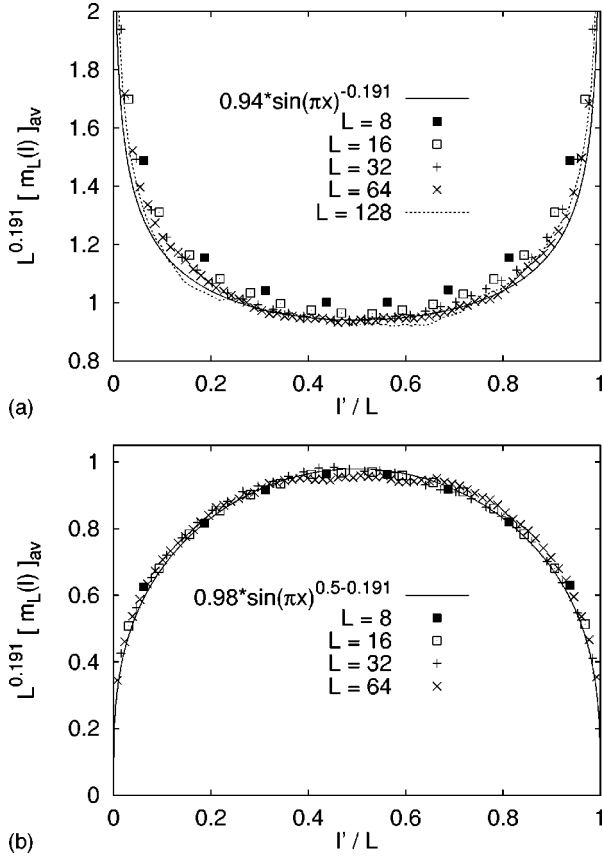 2
1.8
1.6
1.4
1.2
1
0.8
L^0.191 [ m_L(l) ]_av
0.94*sin(πx)^-0.191
L = 8
L = 16
L = 32
L = 64
L = 128
0 0.2 0.4 0.6 0.8 1
(a) l' / L
1
0.8
0.6
0.4
0.2
0
L^0.191 [ m_L(l) ]_av
0.98*sin(πx)^0.5-0.191
L = 8
L = 16
L = 32
L = 64
0 0.2 0.4 0.6 0.8 1
(b) l' / L